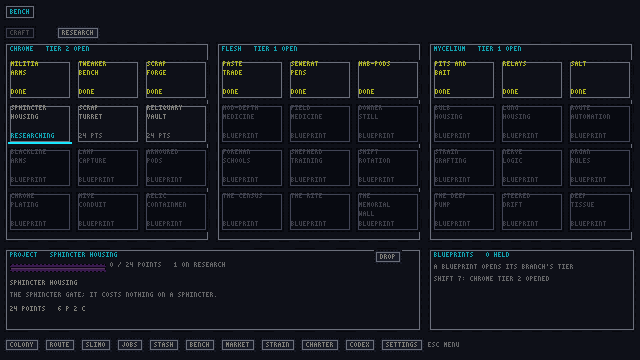 BENCH
CRAFT RESEARCH
CHROME TIER 2 OPEN
MILITIA ARMS DONE
TWEAKER BENCH DONE
SCRAP FORGE DONE
SPHINCTER HOUSING RESEARCHING
SCRAP TURRET 24 PTS
RELIQUARY VAULT 24 PTS
BLACKLINE ARMS BLUEPRINT
LAMP CAPTURE BLUEPRINT
ARMOURED PODS BLUEPRINT
CHROME PLATING BLUEPRINT
HIVE CONDUIT BLUEPRINT
RELIC CONTAINMEN BLUEPRINT
FLESH TIER 1 OPEN
PASTE TRADE DONE
SEWERAT PENS DONE
HAB-PODS DONE
MOD-DEPTH MEDICINE BLUEPRINT
FIELD MEDICINE BLUEPRINT
DOWNER STILL BLUEPRINT
FOREMAN SCHOOLS BLUEPRINT
SHEPHERD TRAINING BLUEPRINT
SHIFT ROTATION BLUEPRINT
THE CENSUS BLUEPRINT
THE RITE BLUEPRINT
THE MEMORIAL WALL BLUEPRINT
MYCELIUM TIER 1 OPEN
PITS AND BAIT DONE
RELAYS DONE
SALT DONE
BULB HOUSING BLUEPRINT
LUNG HOUSING BLUEPRINT
ROUTE AUTOMATION BLUEPRINT
STRAIN GRAFTING BLUEPRINT
NERVE LOGIC BLUEPRINT
ORGAN RULES BLUEPRINT
THE DEEP PUMP BLUEPRINT
STEERED DRIFT BLUEPRINT
DEEP TISSUE BLUEPRINT
PROJECT SPHINCTER HOUSING
DROP
0 / 24 POINTS 1 ON RESEARCH
SPHINCTER HOUSING
THE SPHINCTER GATE; IT COSTS NOTHING ON A SPHINCTER.
24 POINTS 6 P 2 C
BLUEPRINTS 0 HELD
A BLUEPRINT OPENS ITS BRANCH'S TIER
SHIFT 7: CHROME TIER 2 OPENED
COLONY ROUTE SLIMO JOBS STASH BENCH MARKET STRAIN CHARTER CODEX SETTINGS ESC MENU